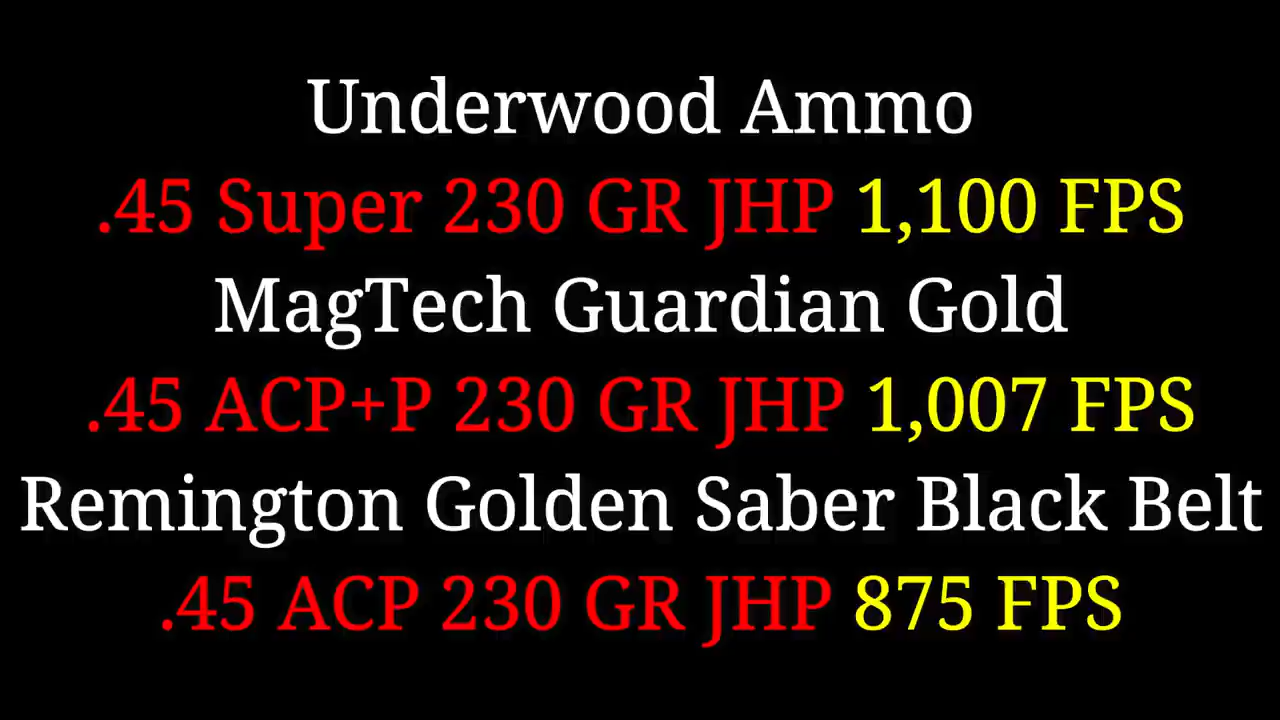 Underwood Ammo
.45 Super 230 GR JHP 1,100 FPS
MagTech Guardian Gold
.45 ACP+P 230 GR JHP 1,007 FPS
Remington Golden Saber Black Belt
.45 ACP 230 GR JHP 875 FPS